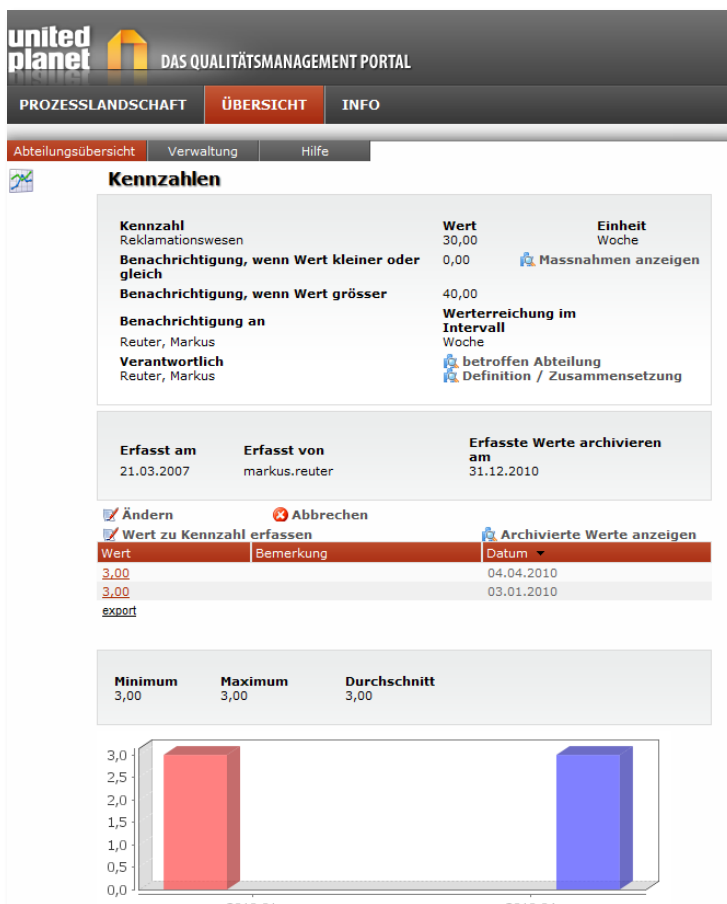 united
planet DAS QUALITÄTSMANAGEMENT PORTAL
PROZESSLANDSCHAFT ÜBERSICHT INFO
Abteilungsübersicht Verwaltung Hilfe
Kennzahlen
Kennzahl Wert Einheit
Reklamationswesen 30,00 Woche
Benachrichtigung, wenn Wert kleiner oder 0,00 Massnahmen anzeigen
gleich
Benachrichtigung, wenn Wert grösser 40,00
Benachrichtigung an Werterreichung im
Intervall
Reuter, Markus Woche
Verantwortlich betroffen Abteilung
Reuter, Markus Definition / Zusammensetzung
Erfasst am Erfasst von Erfasste Werte archivieren
am
21.03.2007 markus.reuter 31.12.2010
Ändern Abbrechen
Wert zu Kennzahl erfassen Archivierte Werte anzeigen
Wert Bemerkung Datum
3,00 04.04.2010
3,00 03.01.2010
export
Minimum Maximum Durchschnitt
3,00 3,00 3,00
3,0
2,5
2,0
1,5
1,0
0,5
0,0